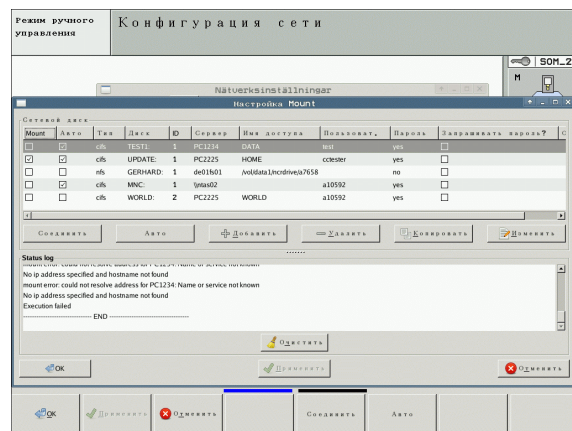 Режим ручного управления
Конфигурация сети
SOM_2
M
Nätverksinställningar
Настройка Mount
Сетевой диск
Mount Авто Тип Диск ID Сервер Имя доступа Пользоват. Пароль Запрашивать пароль? С
cifs TEST1: 1 PC1234 DATA test yes
cifs UPDATE: 1 PC2225 HOME cctester yes
nfs GERHARD: 1 de01fs01 /vol/data1/ncrdrive/a7658 no
cifs MNC: 1 \\ntas02 a10592 yes
cifs WORLD: 2 PC2225 WORLD a10592 yes
Соединить Авто Добавить Удалить Копировать Изменить
Status log
mount error: could not resolve address for PC1234: Name or service not known
No ip address specified and hostname not found
mount error: could not resolve address for PC1234: Name or service not known
No ip address specified and hostname not found
Execution failed
------------------------------- END ------------------------------------
Очистить
OK Применить Отменить
OK Применить Отменить Соединить Авто